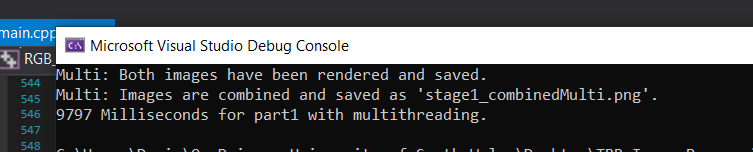 main.cpp
Microsoft Visual Studio Debug Console
RGB_
544
545
546
547
548
Multi: Both images have been rendered and saved.
Multi: Images are combined and saved as 'stage1_combinedMulti.png'.
9797 Milliseconds for part1 with multithreading.